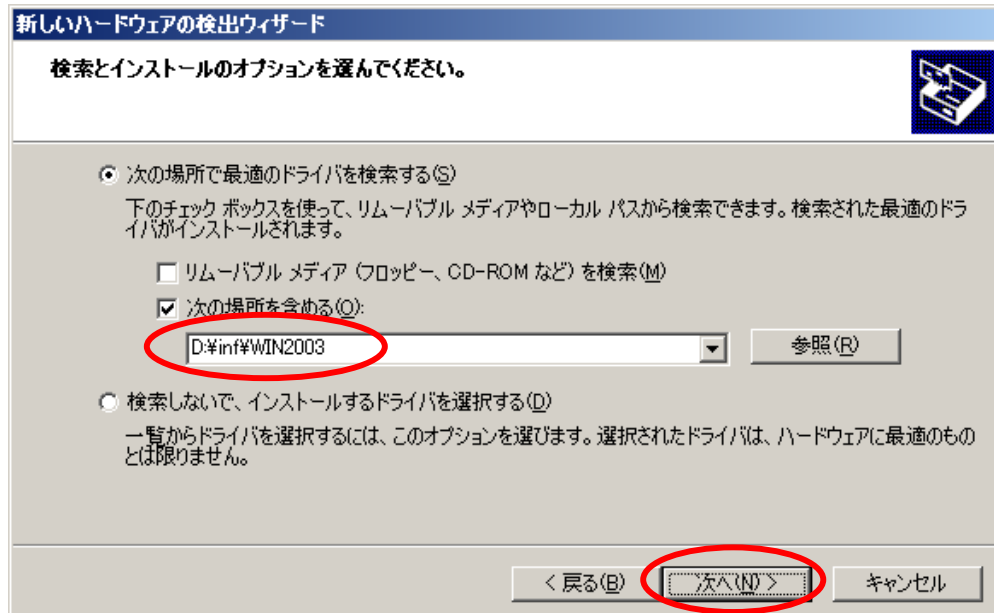 新しいハードウェアの検出ウィザード
検索とインストールのオプションを選んでください。
次の場所で最適のドライバを検索する(S)
下のチェック ボックスを使って、リムーバブル メディアやローカル パスから検索できます。検索された最適のドラ
イバがインストールされます。
リムーバブル メディア (フロッピー、CD-ROM など) を検索(M)
次の場所を含める(O):
D:¥inf¥WIN2003
参照(R)
検索しないで、インストールするドライバを選択する(D)
一覧からドライバを選択するには、このオプションを選びます。選択されたドライバは、ハードウェアに最適のもの
とは限りません。
< 戻る(B)
次へ(N) >
キャンセル